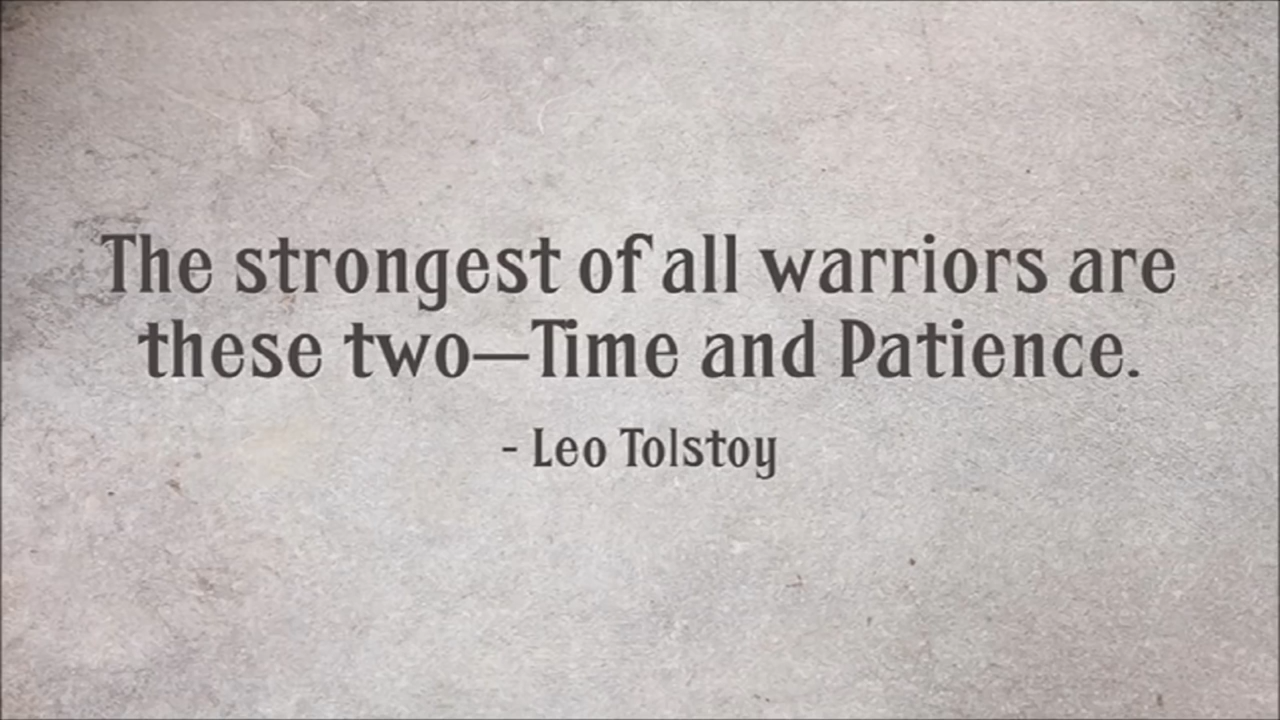 The strongest of all warriors are
these two—Time and Patience.
- Leo Tolstoy